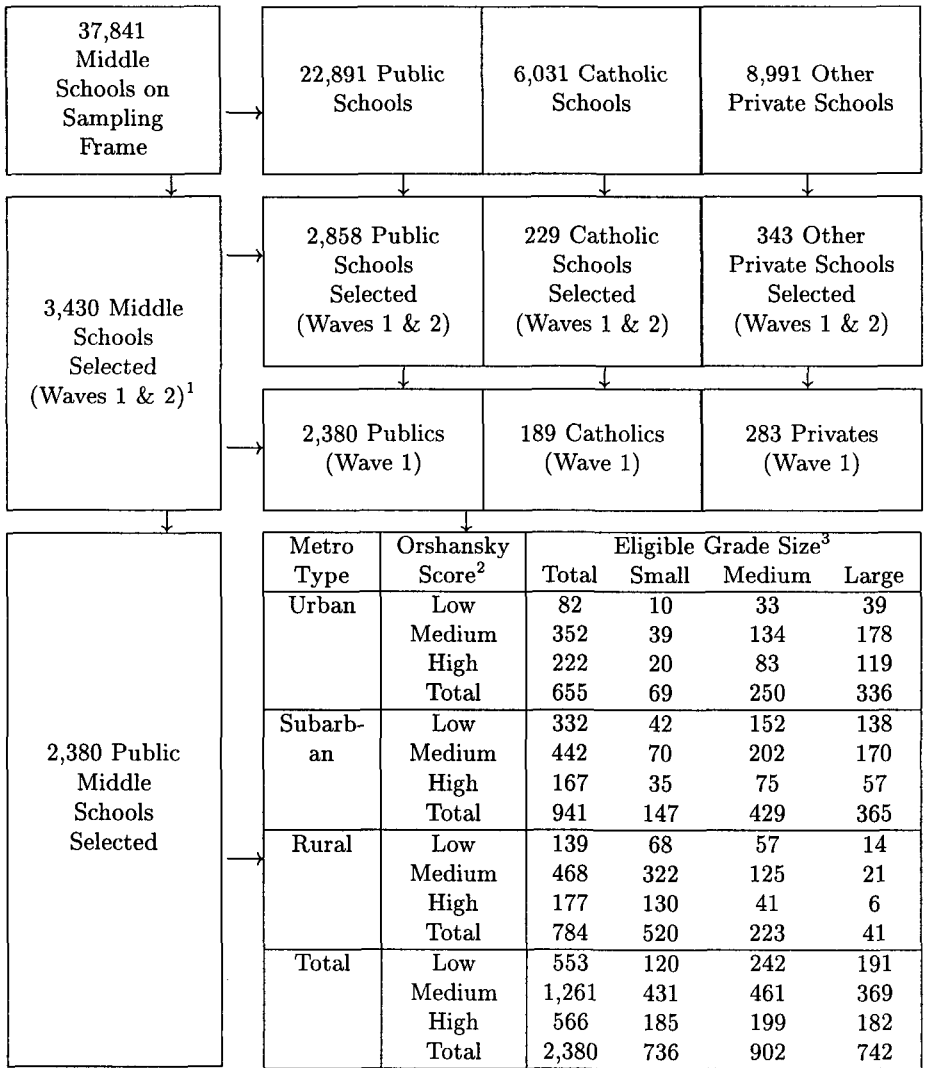 37,841
Middle
Schools on
Sampling
Frame
22,891 Public
Schools
6,031 Catholic
Schools
8,991 Other
Private Schools
3,430 Middle
Schools
Selected
(Waves 1 & 2)¹
2,858 Public
Schools
Selected
(Waves 1 & 2)
229 Catholic
Schools
Selected
(Waves 1 & 2)
343 Other
Private Schools
Selected
(Waves 1 & 2)
2,380 Publics
(Wave 1)
189 Catholics
(Wave 1)
283 Privates
(Wave 1)
2,380 Public
Middle
Schools
Selected
Metro Orshansky Eligible Grade Size³
Type Score² Total Small Medium Large
Urban Low 82 10 33 39
Medium 352 39 134 178
High 222 20 83 119
Total 655 69 250 336
Subarb- Low 332 42 152 138
an Medium 442 70 202 170
High 167 35 75 57
Total 941 147 429 365
Rural Low 139 68 57 14
Medium 468 322 125 21
High 177 130 41 6
Total 784 520 223 41
Total Low 553 120 242 191
Medium 1,261 431 461 369
High 566 185 199 182
Total 2,380 736 902 742